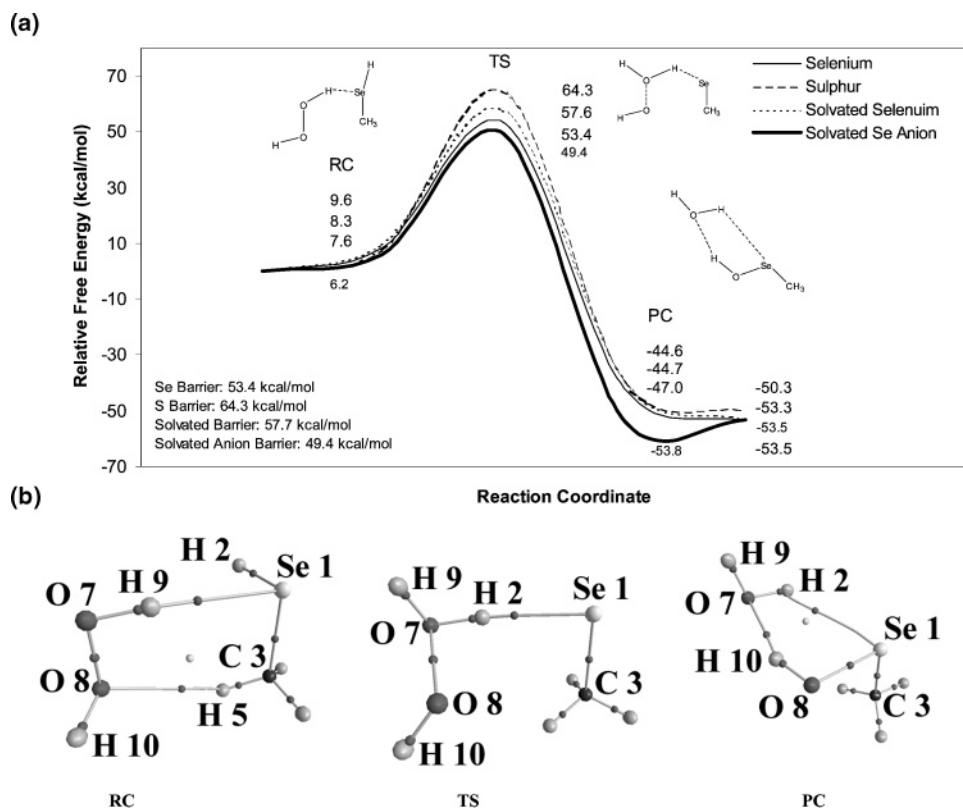 (a)
TS
70
50
30
10
-10
-30
-50
-70
Relative Free Energy (kcal/mol)
H
H
Se
O
O
CH₃
H
RC
9.6
8.3
7.6
6.2
64.3
57.6
53.4
49.4
H
H
O
Se
HO
CH₃
Selenium
Sulphur
Solvated Selenuim
Solvated Se Anion
H
O
H
H
O
Se
CH₃
PC
-44.6
-44.7
-47.0
-53.8
-50.3
-53.3
-53.5
-53.5
Se Barrier: 53.4 kcal/mol
S Barrier: 64.3 kcal/mol
Solvated Barrier: 57.7 kcal/mol
Solvated Anion Barrier: 49.4 kcal/mol
Reaction Coordinate
(b)
H 2
Se 1
H 9
O 7
C 3
O 8
H 5
H 10
RC
H 9
H 2
Se 1
O 7
O 8
C 3
H 10
TS
H 9
H 2
O 7
Se 1
H 10
O 8
C 3
PC